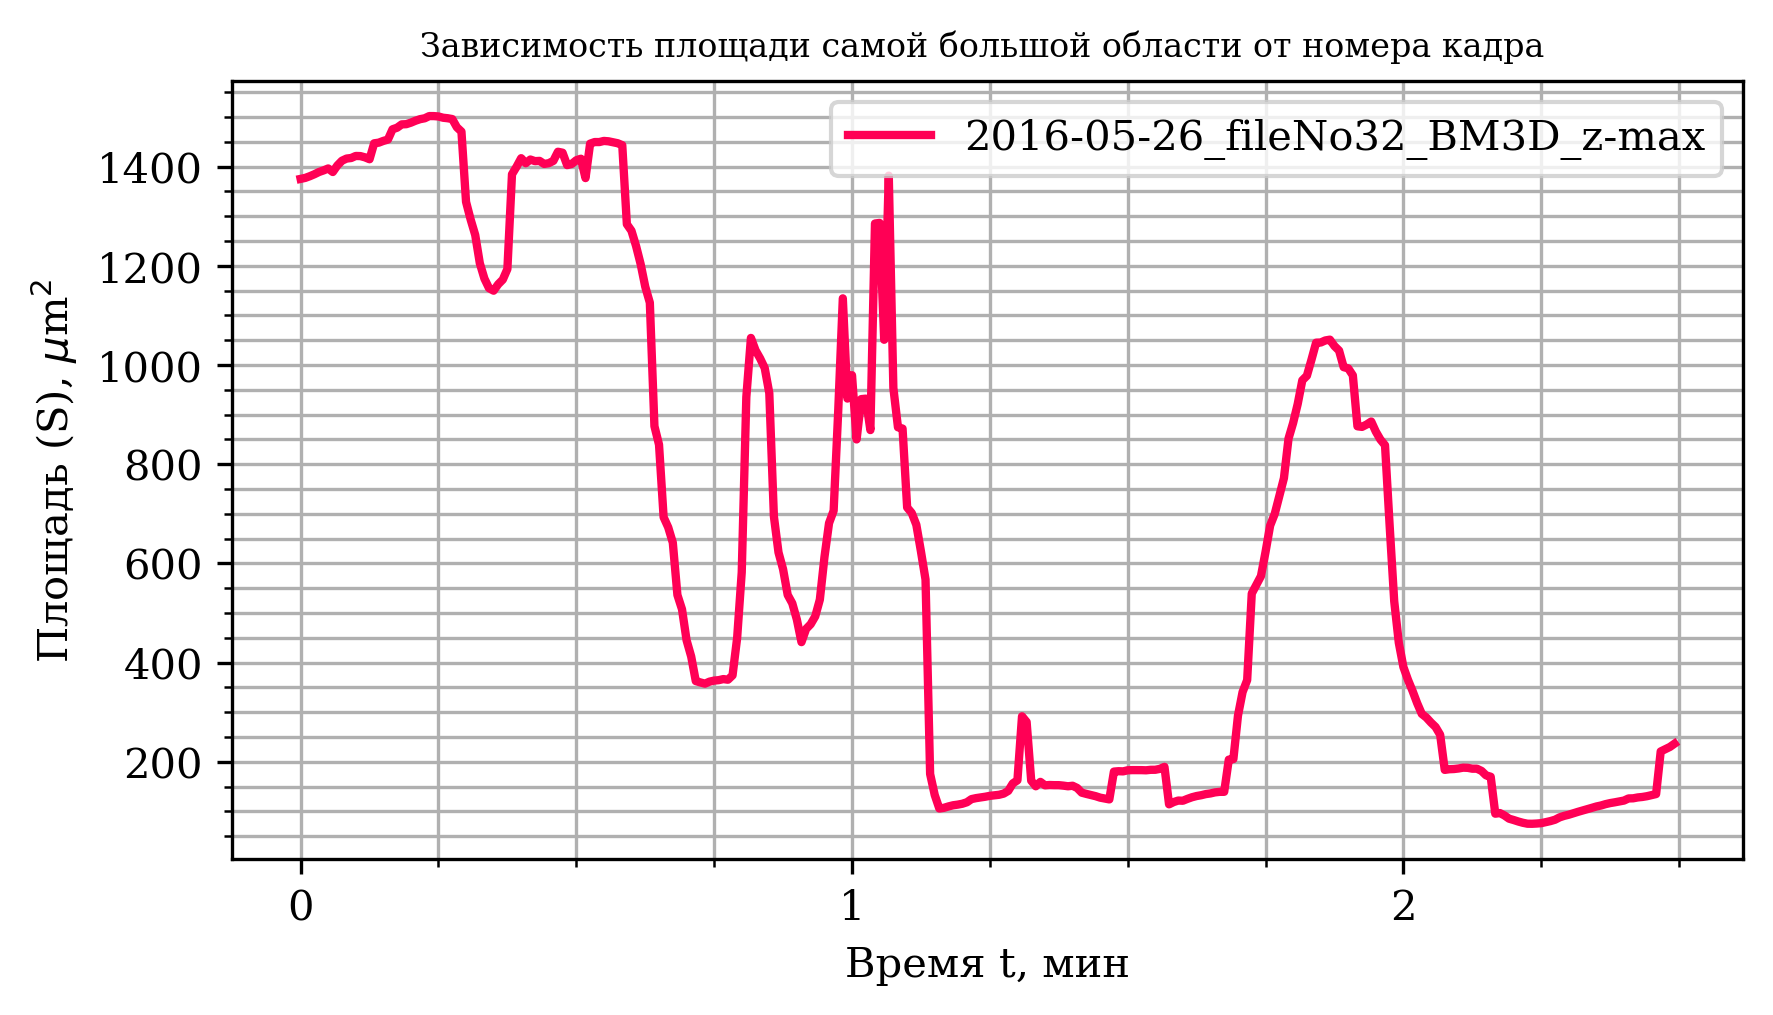 Зависимость площади самой большой области от номера кадра
2016-05-26_fileNo32_BM3D_z-max
Площадь (S), μm²
1400
1200
1000
800
600
400
200
0 1 2
Время t, мин